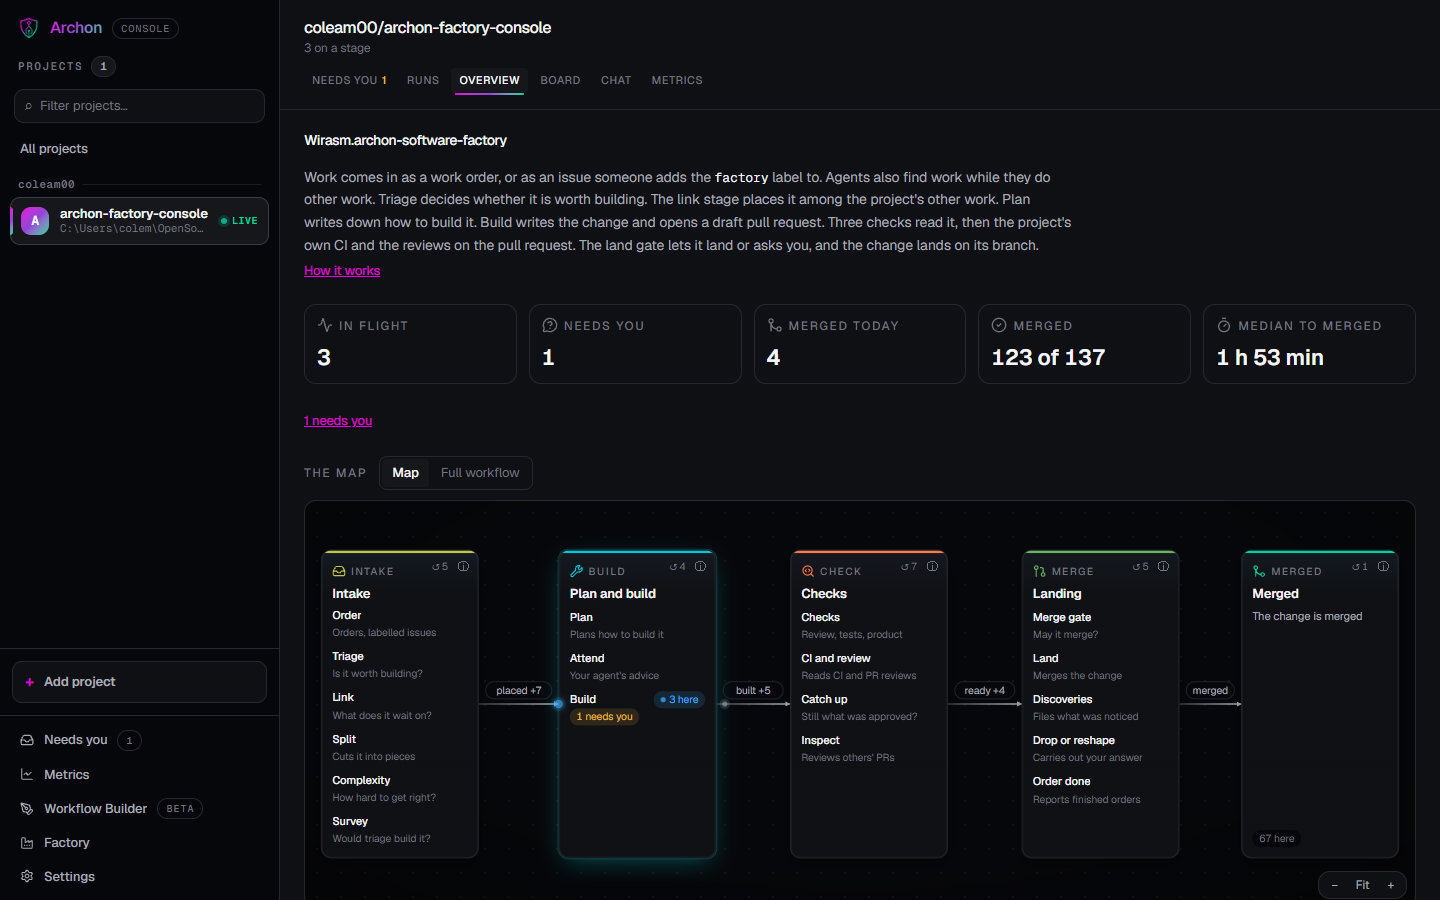 Archon CONSOLE
PROJECTS 1
Filter projects...
All projects
coleam00
A
archon-factory-console
C:\Users\colem\OpenSo...
LIVE
Add project
Needs you 1
Metrics
Workflow Builder BETA
Factory
Settings
coleam00/archon-factory-console
3 on a stage
NEEDS YOU 1 RUNS OVERVIEW BOARD CHAT METRICS
Wirasm.archon-software-factory
Work comes in as a work order, or as an issue someone adds the factory label to. Agents also find work while they do
other work. Triage decides whether it is worth building. The link stage places it among the project's other work. Plan
writes down how to build it. Build writes the change and opens a draft pull request. Three checks read it, then the project's
own CI and the reviews on the pull request. The land gate lets it land or asks you, and the change lands on its branch.
How it works
IN FLIGHT
3
NEEDS YOU
1
MERGED TODAY
4
MERGED
123 of 137
MEDIAN TO MERGED
1 h 53 min
1 needs you
THE MAP Map Full workflow
INTAKE ↺5
Intake
Order
Orders, labelled issues
Triage
Is it worth building?
Link
What does it wait on?
Split
Cuts it into pieces
Complexity
How hard to get right?
Survey
Would triage build it?
placed +7
BUILD ↺4
Plan and build
Plan
Plans how to build it
Attend
Your agent's advice
Build 3 here
1 needs you
built +5
CHECK ↺7
Checks
Checks
Review, tests, product
CI and review
Reads CI and PR reviews
Catch up
Still what was approved?
Inspect
Reviews others' PRs
ready +4
MERGE ↺5
Landing
Merge gate
May it merge?
Land
Merges the change
Discoveries
Files what was noticed
Drop or reshape
Carries out your answer
Order done
Reports finished orders
merged
MERGED ↺1
Merged
The change is merged
67 here
− Fit +